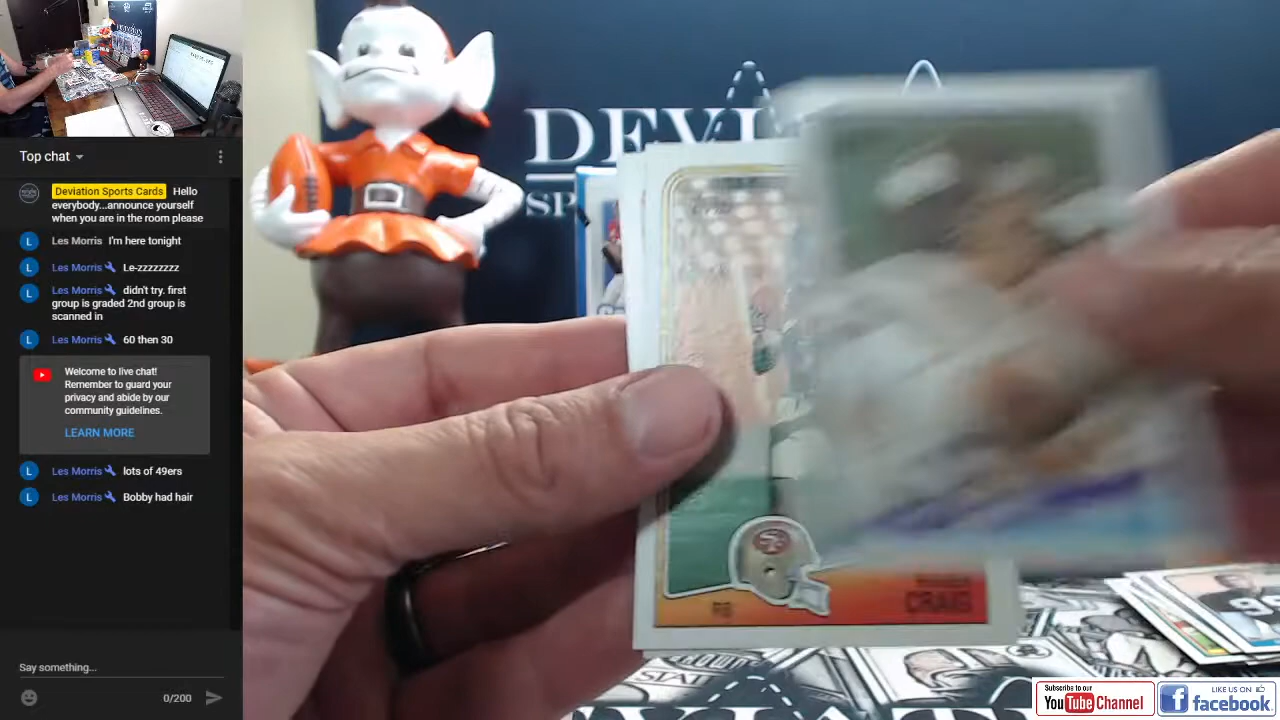 Top chat
Deviation Sports Cards Hello
everybody...announce yourself
when you are in the room please
L Les Morris I'm here tonight
L Les Morris Le-zzzzzzzz
L Les Morris didn't try. first
group is graded 2nd group is
scanned in
L Les Morris 60 then 30
Welcome to live chat!
Remember to guard your
privacy and abide by our
community guidelines.
LEARN MORE
L Les Morris lots of 49ers
L Les Morris Bobby had hair
Say something...
0/200
DEVI
SP
SF
RB
CRAIG
Subscribe to our
YouTube Channel
LIKE US ON
facebook